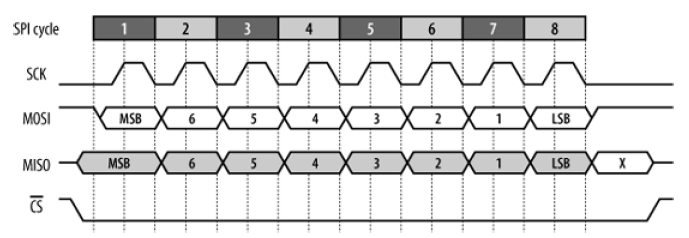 SPI cycle 1 2 3 4 5 6 7 8
SCK
MOSI MSB 6 5 4 3 2 1 LSB
MISO MSB 6 5 4 3 2 1 LSB X
C̅S̅